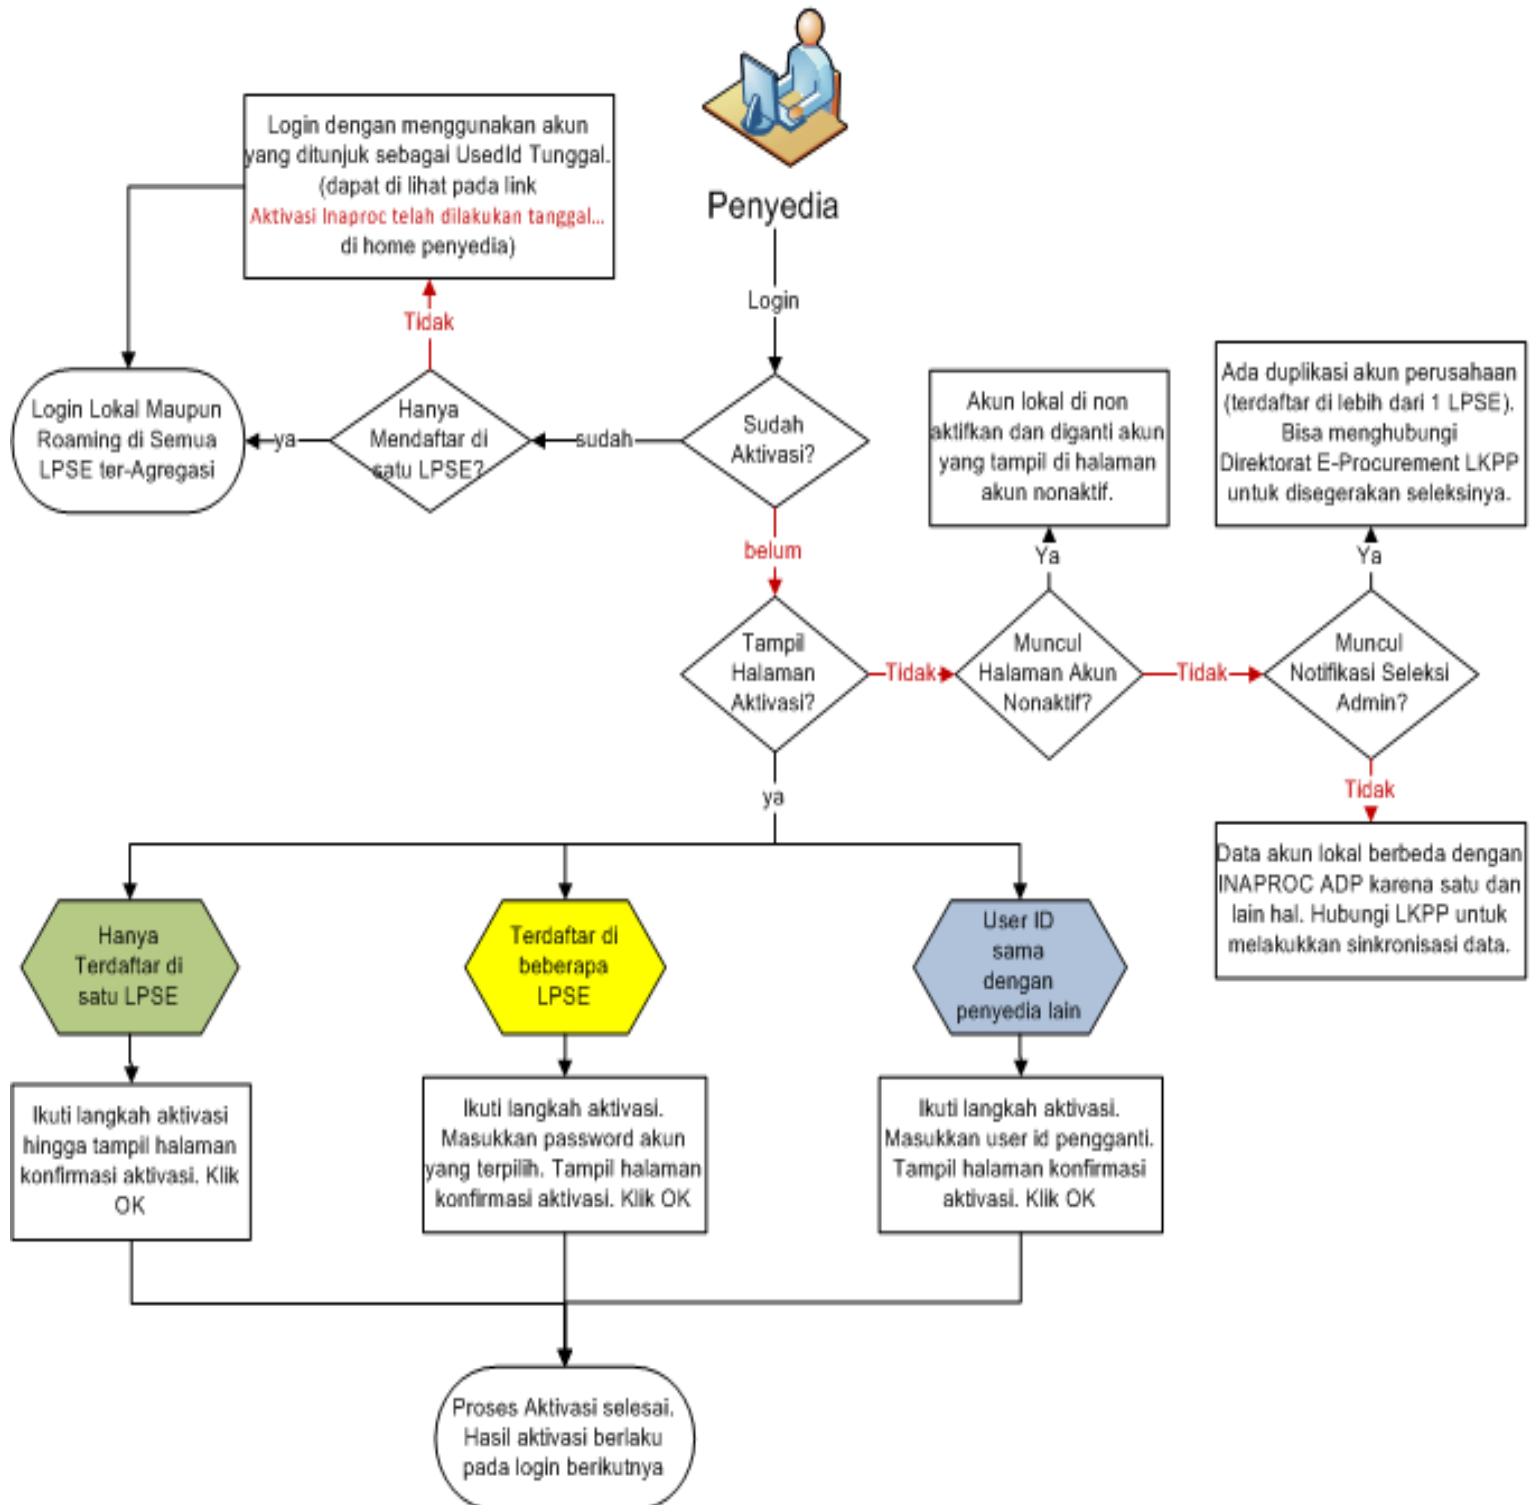 Penyedia
Login
Login dengan menggunakan akun
yang ditunjuk sebagai UsedId Tunggal.
(dapat di lihat pada link
Aktivasi Inaproc telah dilakukan tanggal...
di home penyedia)
Tidak
Login Lokal Maupun
Roaming di Semua
LPSE ter-Agregasi
ya
Hanya
Mendaftar di
satu LPSE?
sudah
Sudah
Aktivasi?
belum
Akun lokal di non
aktifkan dan diganti akun
yang tampil di halaman
akun nonaktif.
Ya
Ada duplikasi akun perusahaan
(terdaftar di lebih dari 1 LPSE).
Bisa menghubungi
Direktorat E-Procurement LKPP
untuk disegerakan seleksinya.
Ya
Tampil
Halaman
Aktivasi?
Tidak
Muncul
Halaman Akun
Nonaktif?
Tidak
Muncul
Notifikasi Seleksi
Admin?
Tidak
Data akun lokal berbeda dengan
INAPROC ADP karena satu dan
lain hal. Hubungi LKPP untuk
melakukkan sinkronisasi data.
ya
Hanya
Terdaftar di
satu LPSE
Terdaftar di
beberapa
LPSE
User ID
sama
dengan
penyedia lain
Ikuti langkah aktivasi
hingga tampil halaman
konfirmasi aktivasi. Klik
OK
Ikuti langkah aktivasi.
Masukkan password akun
yang terpilih. Tampil halaman
konfirmasi aktivasi. Klik OK
Ikuti langkah aktivasi.
Masukkan user id pengganti.
Tampil halaman konfirmasi
aktivasi. Klik OK
Proses Aktivasi selesai.
Hasil aktivasi berlaku
pada login berikutnya